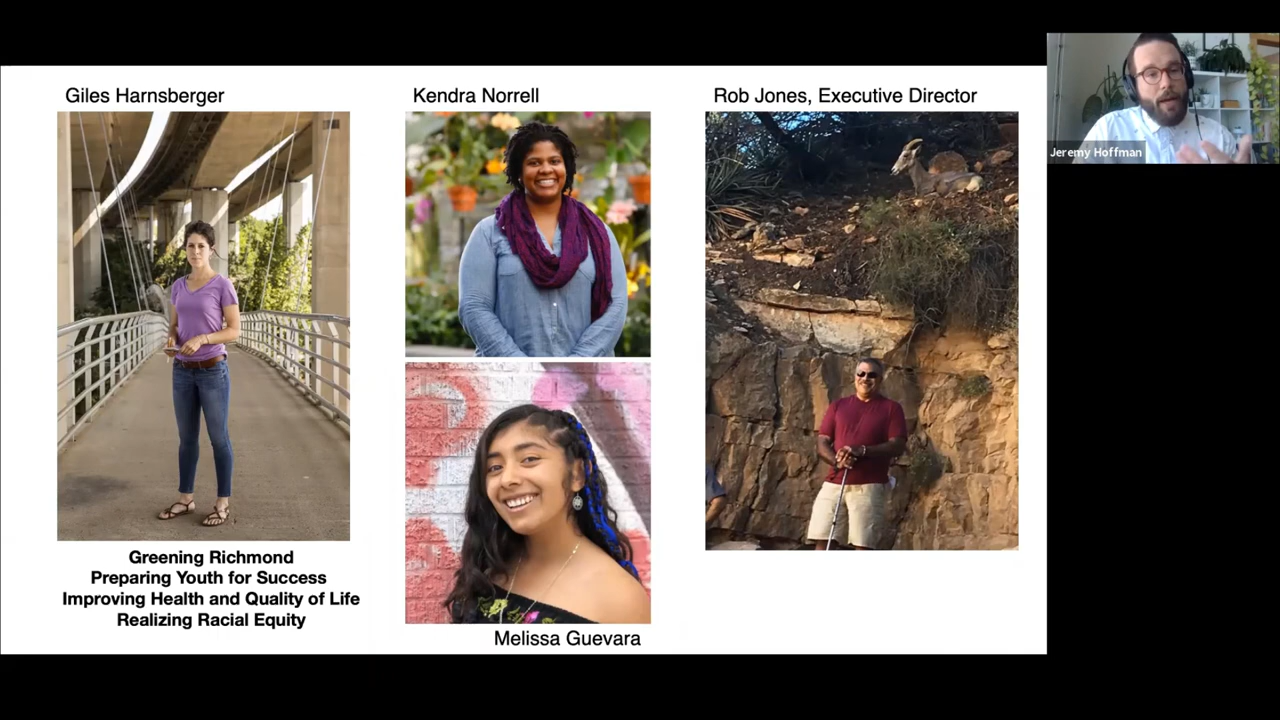 Giles Harnsberger
Kendra Norrell
Rob Jones, Executive Director
Jeremy Hoffman
Greening Richmond
Preparing Youth for Success
Improving Health and Quality of Life
Realizing Racial Equity
Melissa Guevara